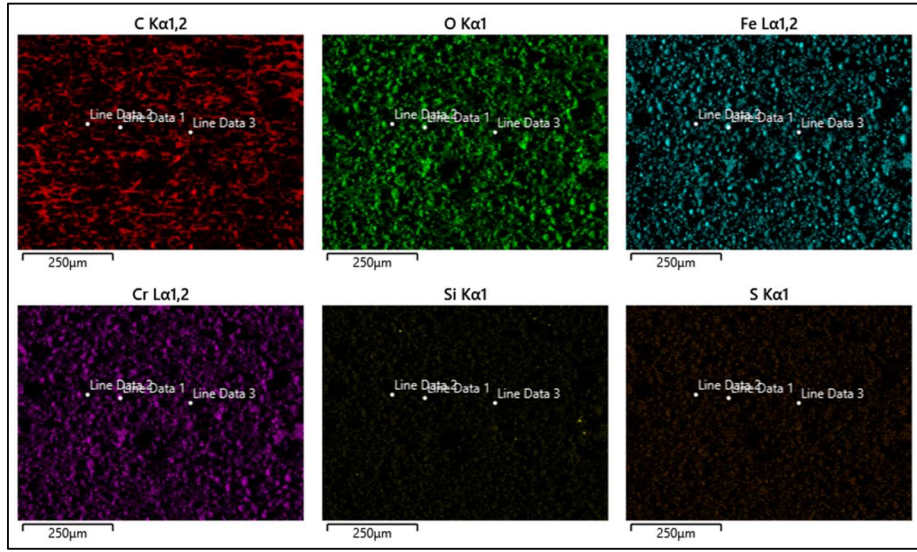 C Kα1,2
Line Data 2
Line Data 1
Line Data 3
250µm
O Kα1
Line Data 2
Line Data 1
Line Data 3
250µm
Fe Lα1,2
Line Data 2
Line Data 1
Line Data 3
250µm
Cr Lα1,2
Line Data 2
Line Data 1
Line Data 3
250µm
Si Kα1
Line Data 2
Line Data 1
Line Data 3
250µm
S Kα1
Line Data 2
Line Data 1
Line Data 3
250µm